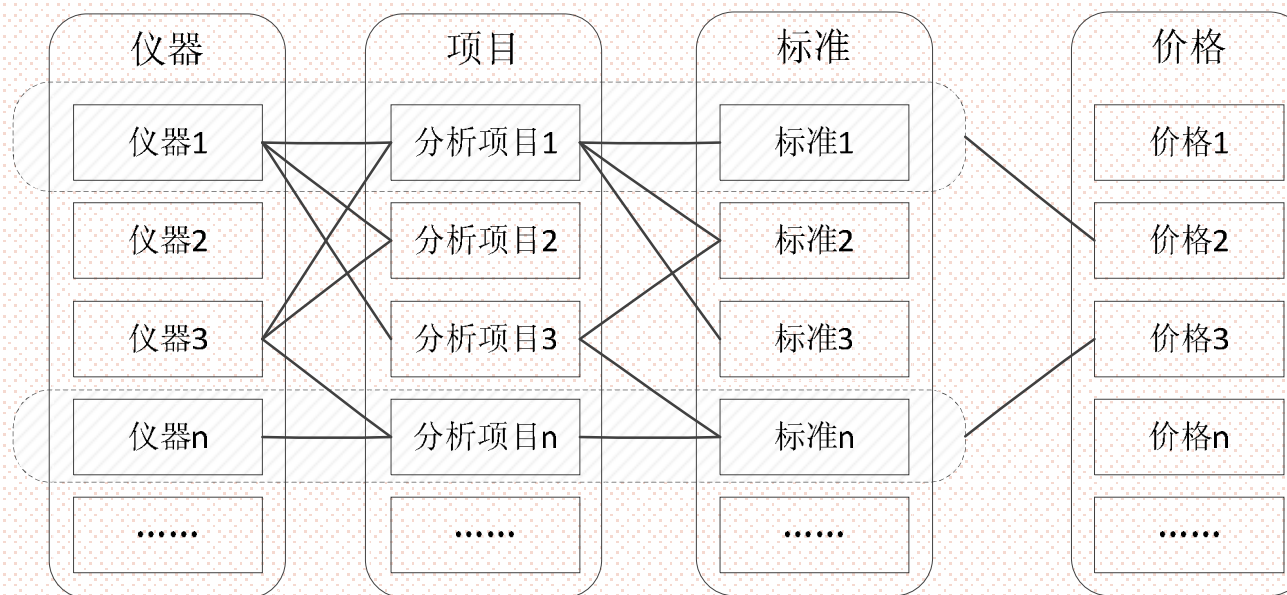 仪器 项目 标准 价格
仪器1 分析项目1 标准1 价格1
仪器2 分析项目2 标准2 价格2
仪器3 分析项目3 标准3 价格3
仪器n 分析项目n 标准n 价格n
…… …… …… ……